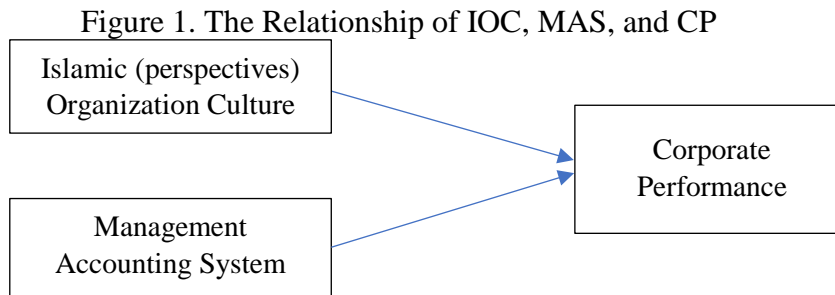 Figure 1. The Relationship of IOC, MAS, and CP
Islamic (perspectives)
Organization Culture
Corporate
Performance
Management
Accounting System